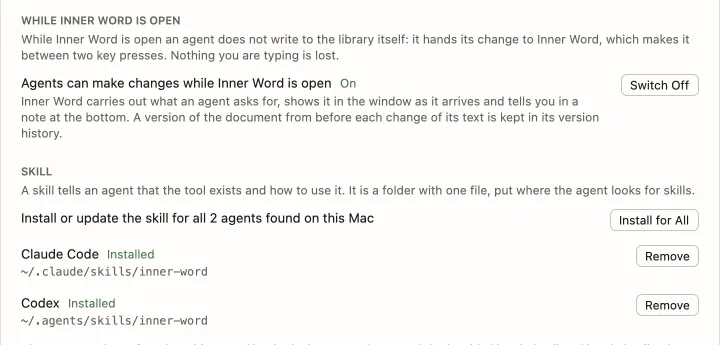 WHILE INNER WORD IS OPEN
While Inner Word is open an agent does not write to the library itself: it hands its change to Inner Word, which makes it
between two key presses. Nothing you are typing is lost.
Agents can make changes while Inner Word is open On
Switch Off
Inner Word carries out what an agent asks for, shows it in the window as it arrives and tells you in a
note at the bottom. A version of the document from before each change of its text is kept in its version
history.
SKILL
A skill tells an agent that the tool exists and how to use it. It is a folder with one file, put where the agent looks for skills.
Install or update the skill for all 2 agents found on this Mac
Install for All
Claude Code Installed
Remove
~/.claude/skills/inner-word
Codex Installed
Remove
~/.agents/skills/inner-word